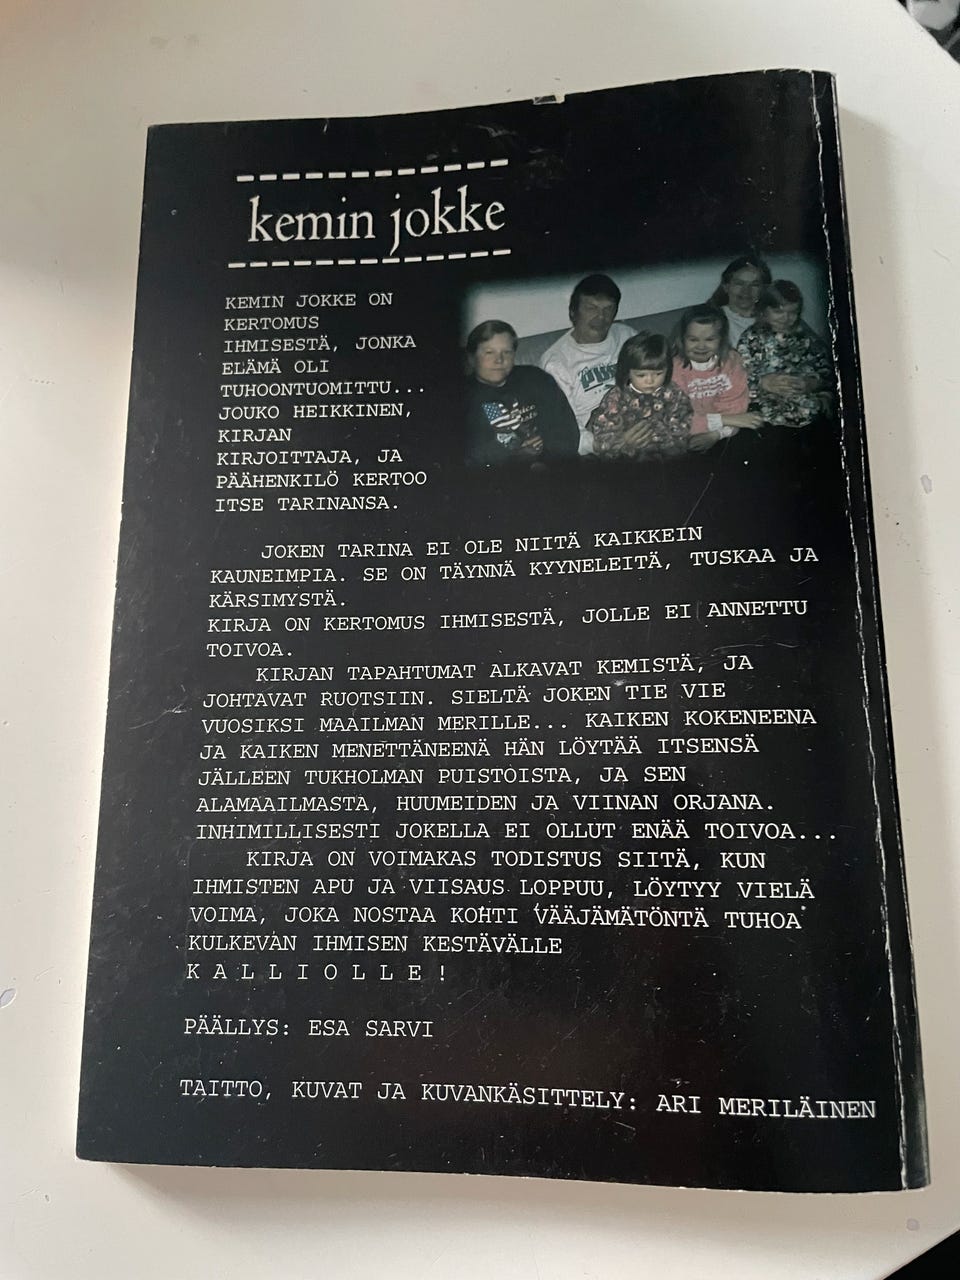 kemin jokke
KEMIN JOKKE ON
KERTOMUS
IHMISESTÄ, JONKA
ELÄMÄ OLI
TUHOONTUOMITTU...
JOUKO HEIKKINEN,
KIRJAN
KIRJOITTAJA, JA
PÄÄHENKILÖ KERTOO
ITSE TARINANSA.
JOKEN TARINA EI OLE NIITÄ KAIKKEIN
KAUNEIMPIA. SE ON TÄYNNÄ KYYNELEITÄ, TUSKAA JA
KÄRSIMYSTÄ.
KIRJA ON KERTOMUS IHMISESTÄ, JOLLE EI ANNETTU
TOIVOA.
KIRJAN TAPAHTUMAT ALKAVAT KEMISTÄ, JA
JOHTAVAT RUOTSIIN. SIELTÄ JOKEN TIE VIE
VUOSIKSI MAAILMAN MERILLE... KAIKEN KOKENEENA
JA KAIKEN MENETTÄNEENÄ HÄN LÖYTÄÄ ITSENSÄ
JÄLLEEN TUKHOLMAN PUISTOISTA, JA SEN
ALAMAAILMASTA, HUUMEIDEN JA VIINAN ORJANA.
INHIMILLISESTI JOKELLA EI OLLUT ENÄÄ TOIVOA...
KIRJA ON VOIMAKAS TODISTUS SIITÄ, KUN
IHMISTEN APU JA VIISAUS LOPPUU, LÖYTYY VIELÄ
VOIMA, JOKA NOSTAA KOHTI VÄÄJÄMÄTÖNTÄ TUHOA
KULKEVAN IHMISEN KESTÄVÄLLE
K A L L I O L L E !
PÄÄLLYS: ESA SARVI
TAITTO, KUVAT JA KUVANKÄSITTELY: ARI MERILÄINEN